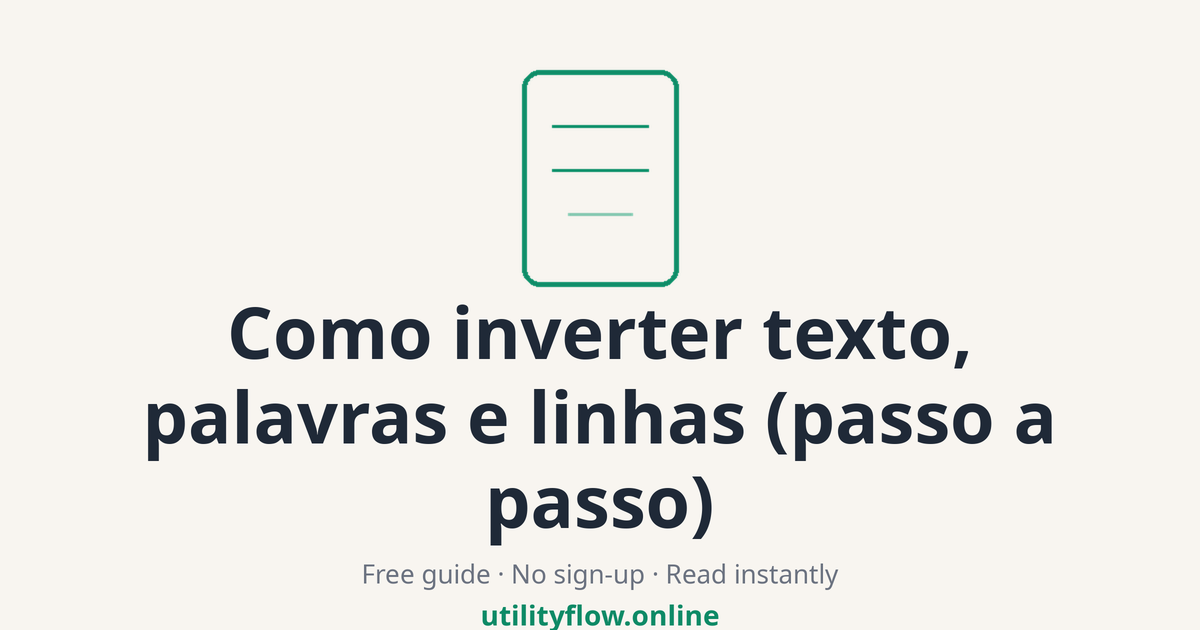 Como inverter texto,
palavras e linhas (passo a
passo)
Free guide · No sign-up · Read instantly
utilityflow.online